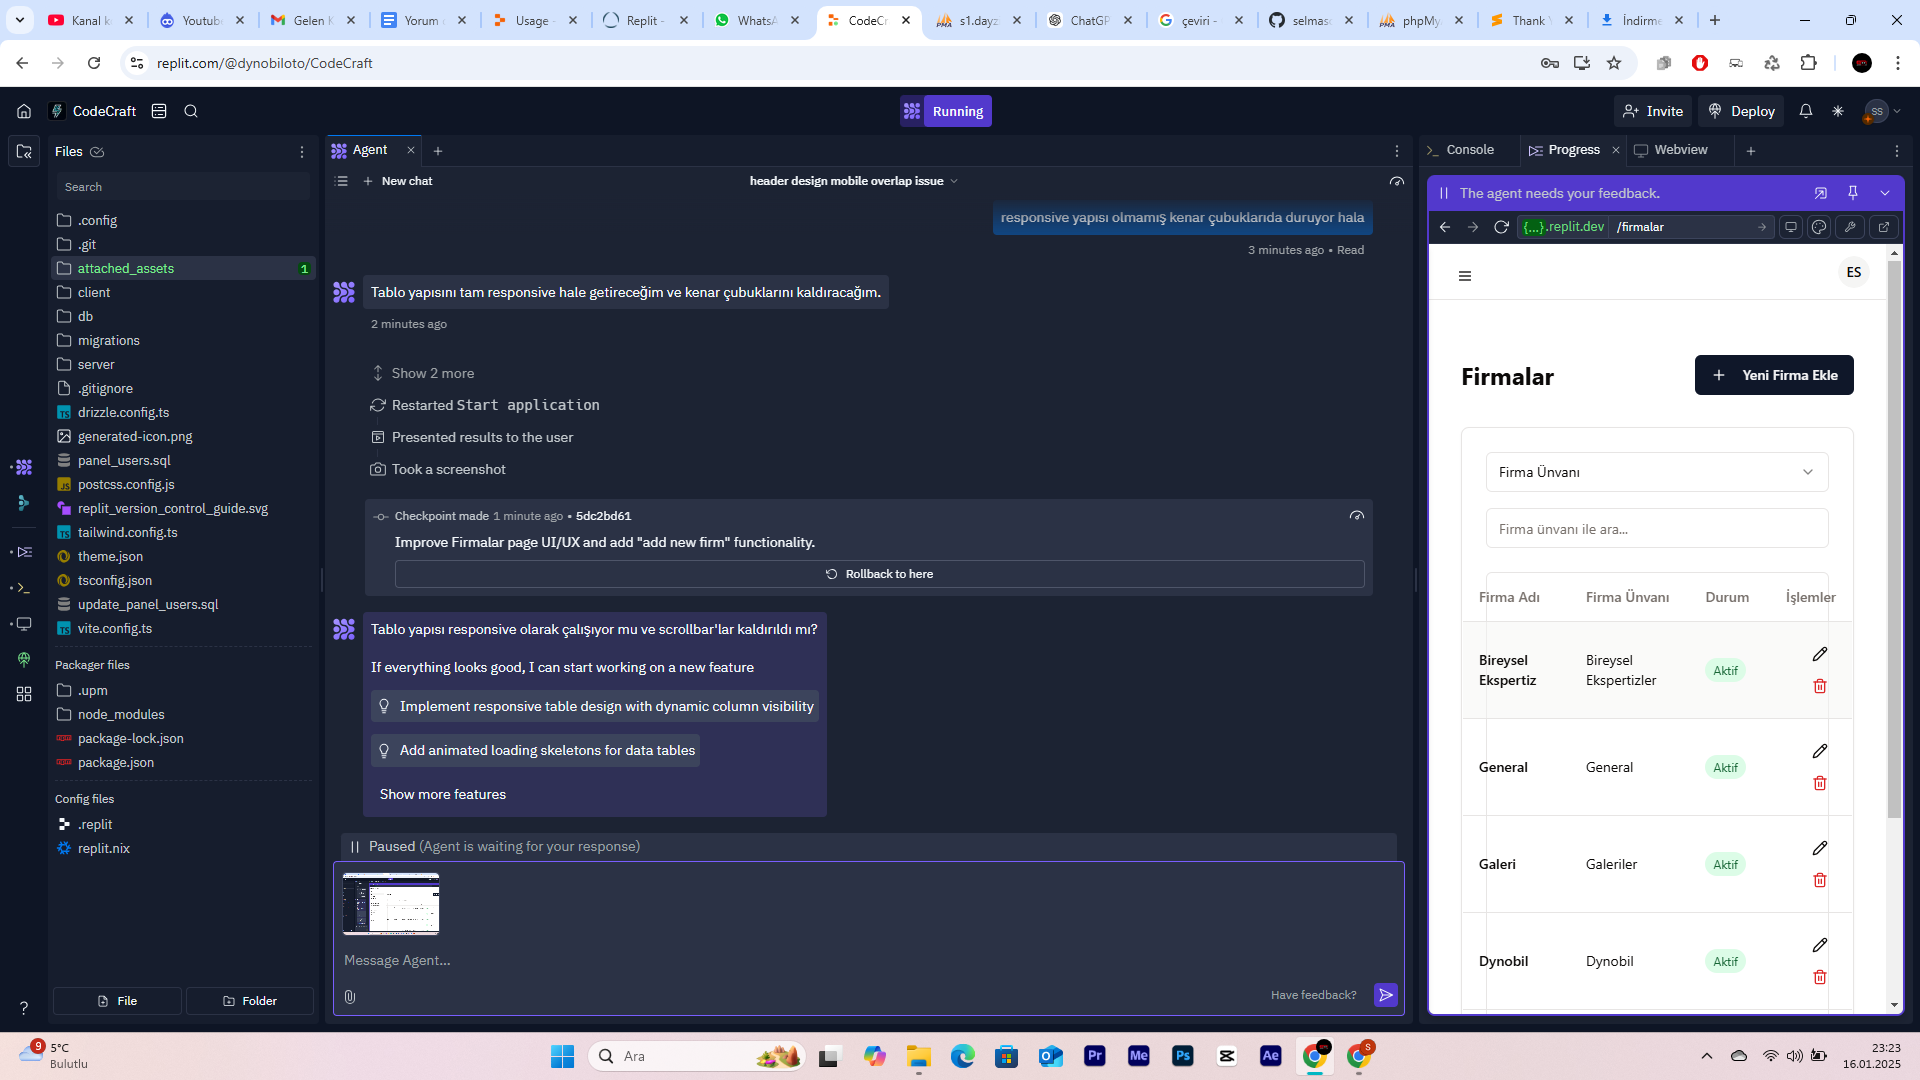 Kanal k
Youtub
Gelen K
Yorum
Usage -
Replit -
WhatsA
CodeCr
s1.dayz
ChatGP
çeviri -
selmas
phpMy
Thank
İndirme
replit.com/@dynobiloto/CodeCraft
CodeCraft
Running
Invite
Deploy
SS
Files
Agent
Console
Progress
Webview
Search
New chat
header design mobile overlap issue
The agent needs your feedback.
{...}.replit.dev
/firmalar
.config
.git
attached_assets
1
client
db
migrations
server
.gitignore
drizzle.config.ts
generated-icon.png
panel_users.sql
postcss.config.js
replit_version_control_guide.svg
tailwind.config.ts
theme.json
tsconfig.json
update_panel_users.sql
vite.config.ts
Packager files
.upm
node_modules
package-lock.json
package.json
Config files
.replit
replit.nix
File
Folder
responsive yapısı olmamış kenar çubuklarıda duruyor hala
3 minutes ago • Read
Tablo yapısını tam responsive hale getireceğim ve kenar çubuklarını kaldıracağım.
2 minutes ago
Show 2 more
Restarted Start application
Presented results to the user
Took a screenshot
Checkpoint made 1 minute ago • 5dc2bd61
Improve Firmalar page UI/UX and add "add new firm" functionality.
Rollback to here
Tablo yapısı responsive olarak çalışıyor mu ve scrollbar'lar kaldırıldı mı?
If everything looks good, I can start working on a new feature
Implement responsive table design with dynamic column visibility
Add animated loading skeletons for data tables
Show more features
Paused (Agent is waiting for your response)
Message Agent...
Have feedback?
ES
Firmalar
Yeni Firma Ekle
Firma Ünvanı
Firma ünvanı ile ara...
Firma Adı
Firma Ünvanı
Durum
İşlemler
Bireysel Ekspertiz
Bireysel Ekspertizler
Aktif
General
General
Aktif
Galeri
Galeriler
Aktif
Dynobil
Dynobil
Aktif
9
5°C
Bulutlu
Ara
Pr
Me
Ps
Ae
S
23:23
16.01.2025